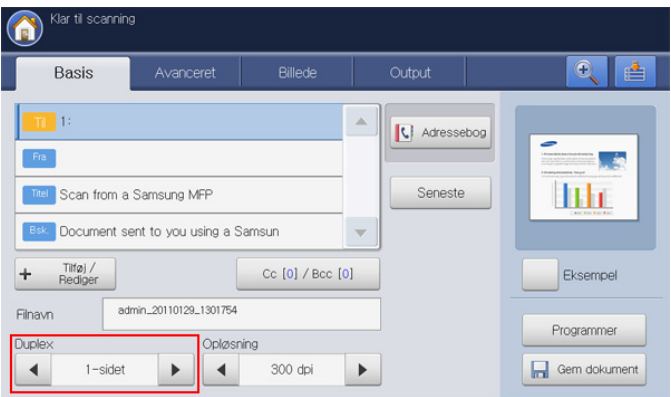 Klar til scanning
Basis
Avanceret
Billede
Output
Til 1:
Fra
Titel Scan from a Samsung MFP
Bsk. Document sent to you using a Samsun
Adressebog
Seneste
+ Tilføj /
Rediger
Cc [0] / Bcc [0]
Eksempel
Filnavn admin_20110129_1301754
Duplex
Opløsning
1-sidet
300 dpi
Programmer
Gem dokument